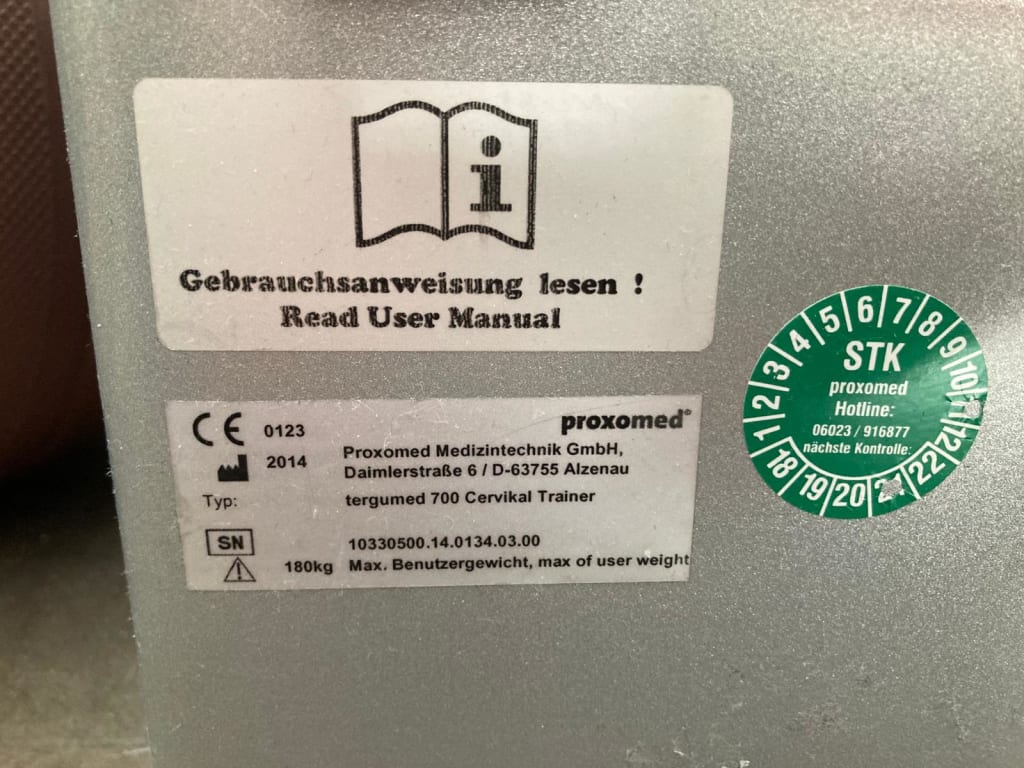 i
Gebrauchsanweisung lesen !
Read User Manual
CE 0123
proxomed®
2014
Proxomed Medizintechnik GmbH,
Daimlerstraße 6 / D-63755 Alzenau
Typ: tergumed 700 Cervikal Trainer
SN 10330500.14.0134.03.00
180kg Max. Benutzergewicht, max of user weight
1 2 3 4 5 6 7 8 9 10 11 12
STK
proxomed
Hotline:
06023 / 916877
nächste Kontrolle:
18 19 20 22